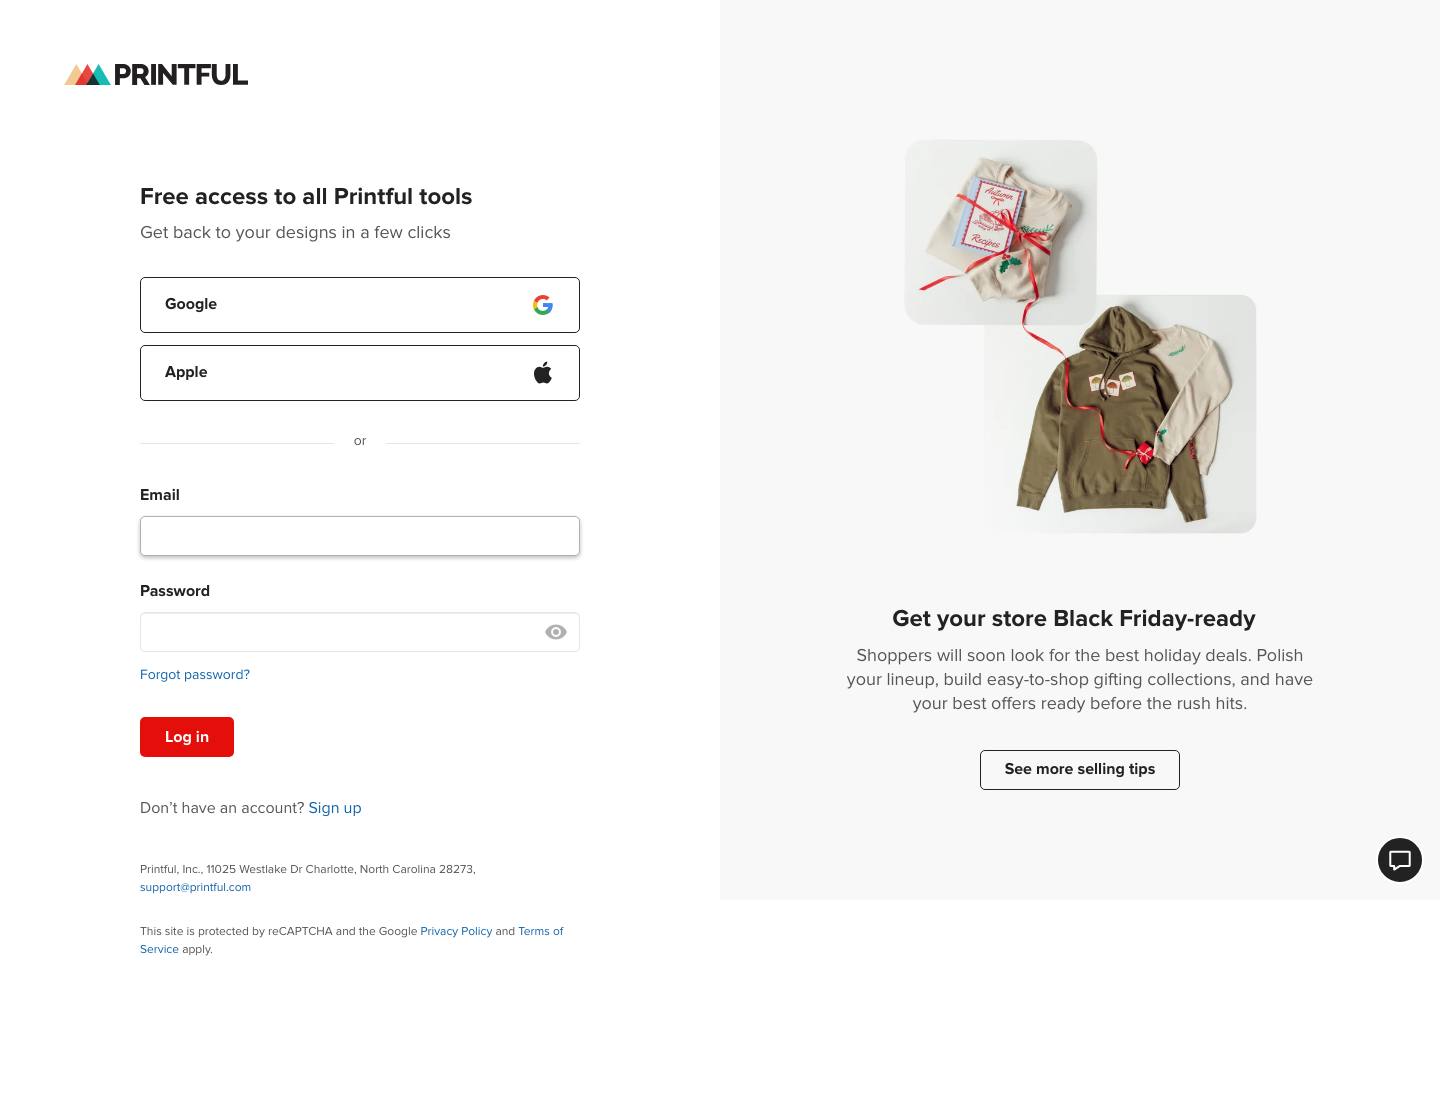 PRINTFUL
Free access to all Printful tools
Get back to your designs in a few clicks
Google
Apple
or
Email
Password
Forgot password?
Log in
Don't have an account? Sign up
Printful, Inc., 11025 Westlake Dr Charlotte, North Carolina 28273,
support@printful.com
This site is protected by reCAPTCHA and the Google Privacy Policy and Terms of
Service apply.
Autumn
Recipes
Get your store Black Friday-ready
Shoppers will soon look for the best holiday deals. Polish
your lineup, build easy-to-shop gifting collections, and have
your best offers ready before the rush hits.
See more selling tips